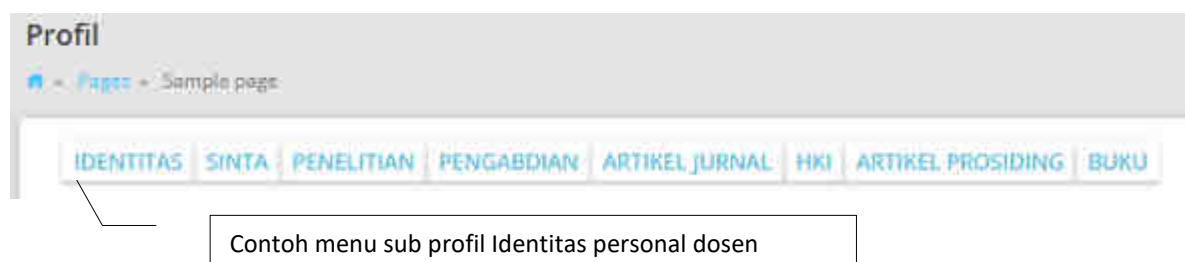 Profil
Pages - Sample page
IDENTITAS SINTA PENELITIAN PENGABDIAN ARTIKEL JURNAL HKI ARTIKEL PROSIDING BUKU
Contoh menu sub profil Identitas personal dosen